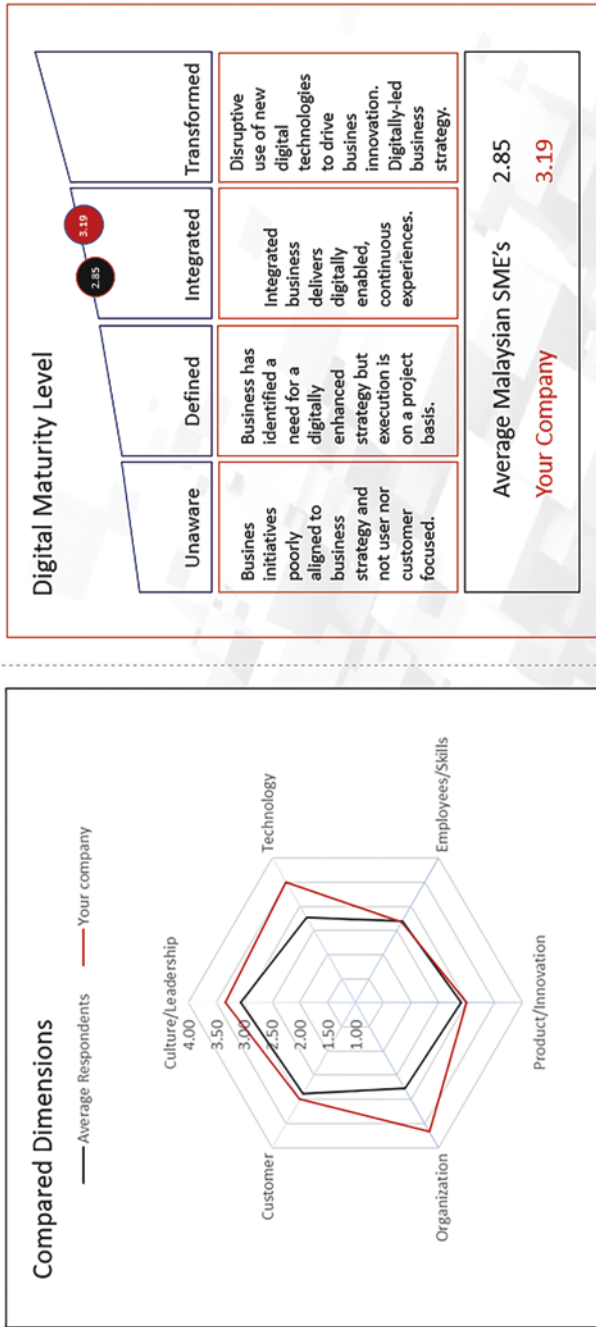 Compared Dimensions
Average Respondents
Your company
Culture/Leadership
4.00
3.50
3.00
2.50
2.00
1.50
1.00
Technology
Employees/Skills
Product/Innovation
Organization
Customer
Digital Maturity Level
2.85
3.19
Unaware
Defined
Integrated
Transformed
Busines
initiatives
poorly
aligned to
business
strategy and
not user nor
customer
focused.
Business has
identified a
need for a
digitally
enhanced
strategy but
execution is
on a project
basis.
Integrated
business
delivers
digitally
enabled,
continuous
experiences.
Disruptive
use of new
digital
technologies
to drive
busines
innovation.
Digitally-led
business
strategy.
Average Malaysian SME's 2.85
Your Company 3.19